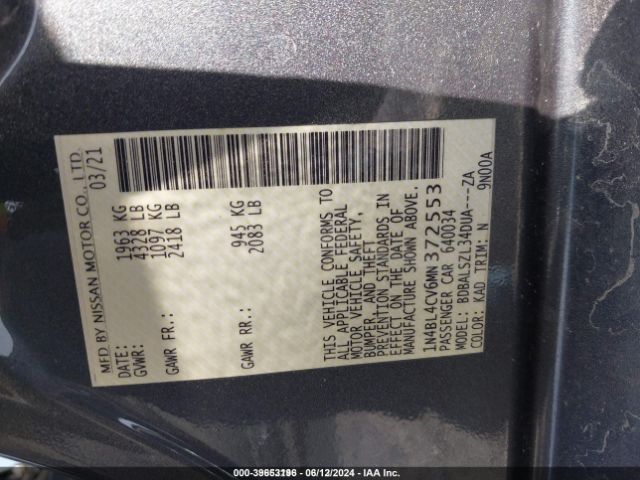 MFD. BY NISSAN MOTOR CO., LTD.
DATE: 03/21
GVWR: 1963 KG
4328 LB
GAWR FR.: 1097 KG
2418 LB
GAWR RR.: 945 KG
2083 LB
THIS VEHICLE CONFORMS TO
ALL APPLICABLE FEDERAL
MOTOR VEHICLE SAFETY,
BUMPER, AND THEFT
PREVENTION STANDARDS IN
EFFECT ON THE DATE OF
MANUFACTURE SHOWN ABOVE.
1N4BL4CV6MN372553
PASSENGER CAR 640034
MODEL: BDBALSZL34DUA---ZA
COLOR: KAD TRIM: N 9N00A
06/12/2024 - IAA Inc.